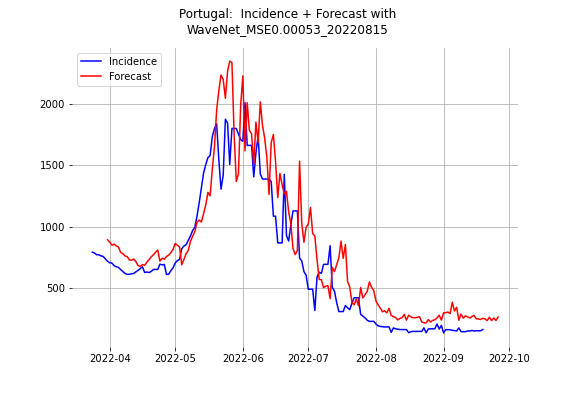 Portugal:  Incidence + Forecast with
WaveNet_MSE0.00053_20220815
Incidence
Forecast
2000
1500
1000
500
2022-04 2022-05 2022-06 2022-07 2022-08 2022-09 2022-10